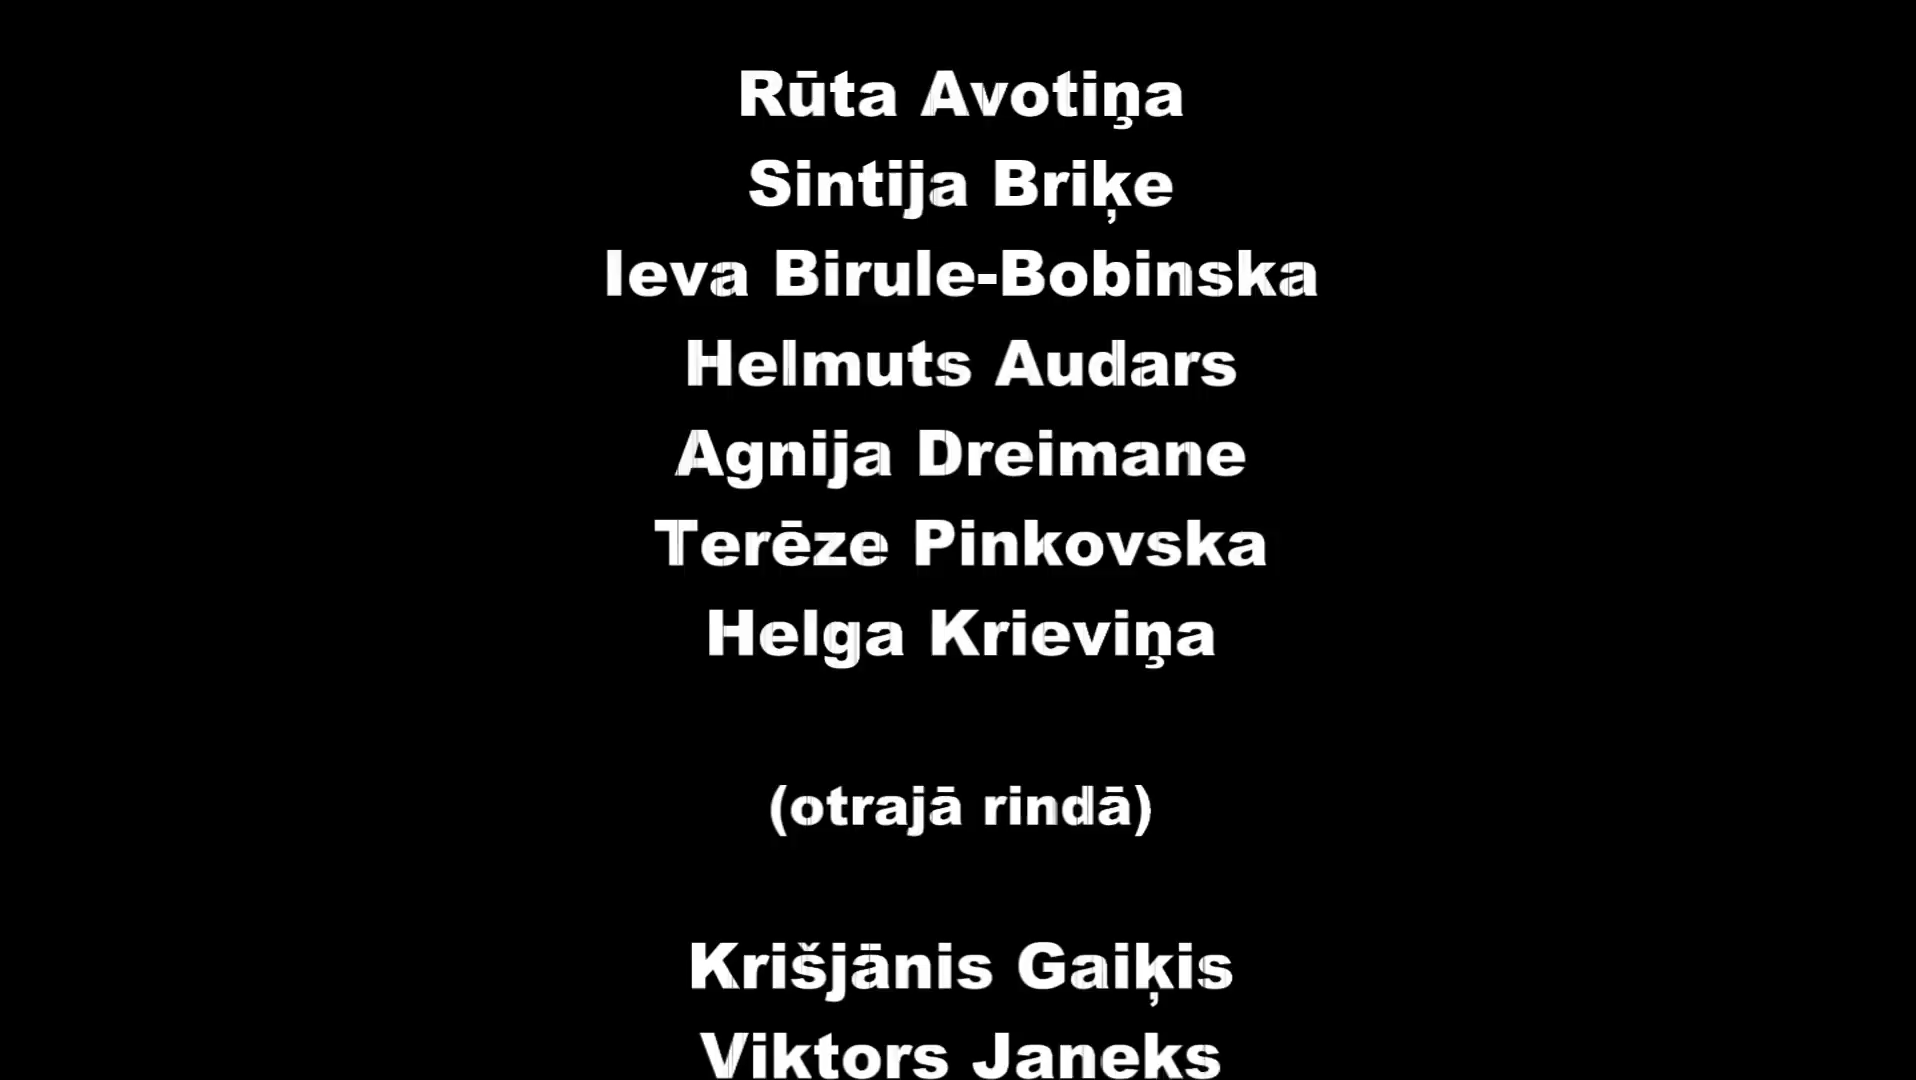 Rūta Avotiņa
Sintija Briķe
Ieva Birule-Bobinska
Helmuts Audars
Agnija Dreimane
Terēze Pinkovska
Helga Krieviņa
(otrajā rindā)
Krišjānis Gaiķis
Viktors Janeks